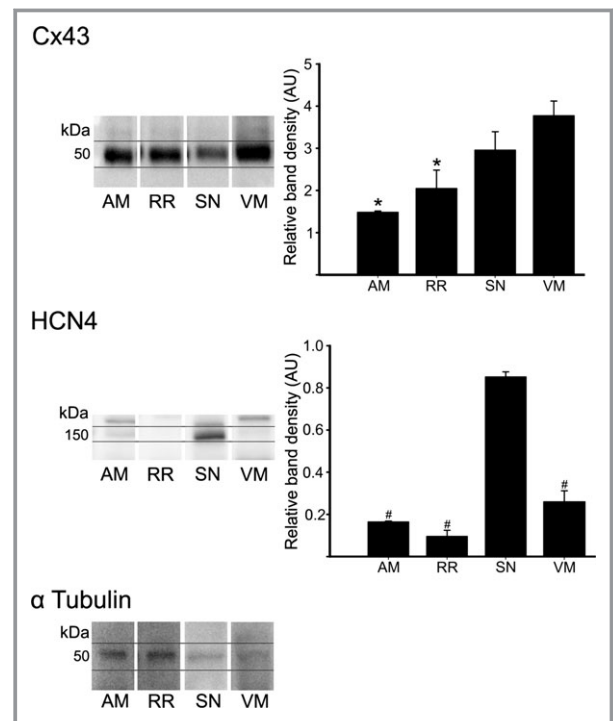 Cx43
kDa
50
AM RR SN VM
Relative band density (AU)
5
4
3
2
1
*
*
AM RR SN VM
HCN4
kDa
150
AM RR SN VM
Relative band density (AU)
1.0
0.8
0.6
0.4
0.2
#
#
#
AM RR SN VM
α Tubulin
kDa
50
AM RR SN VM